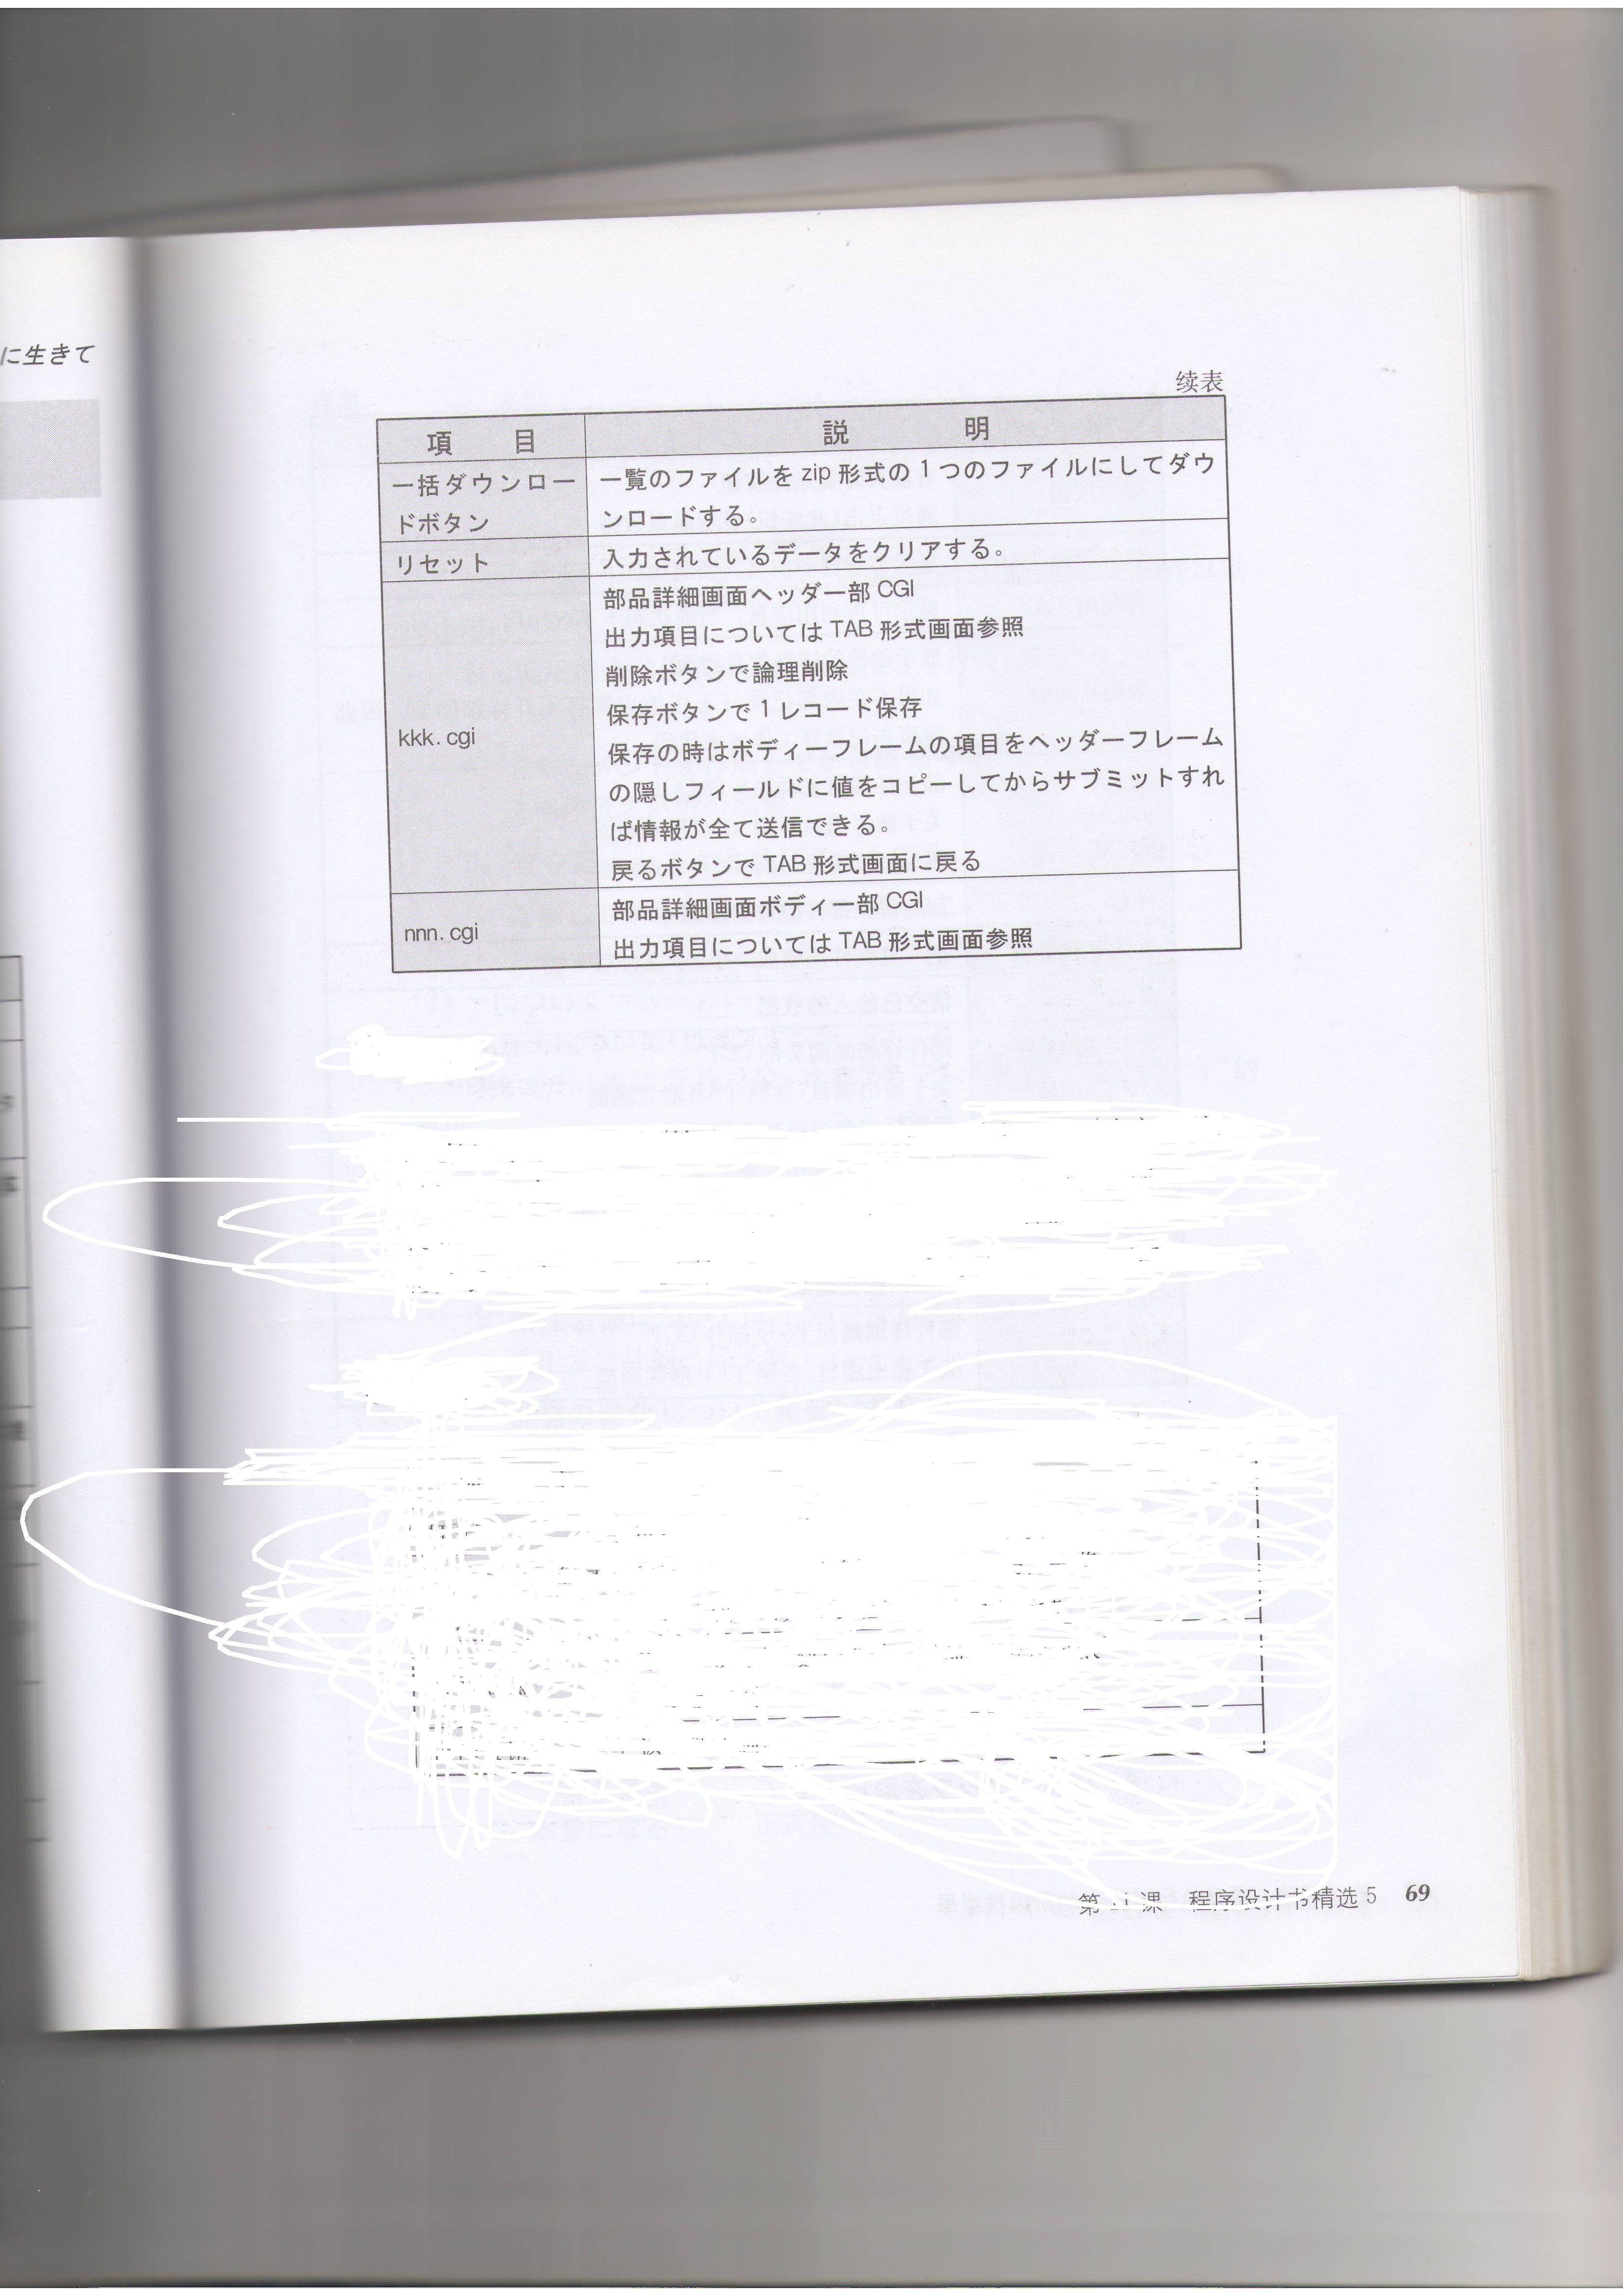 に生きて
续表
項 目 説 明
一括ダウンロー
ドボタン
一覧のファイルを zip 形式の 1 つのファイルにしてダウ
ンロードする。
リセット
入力されているデータをクリアする。
kkk.cgi
部品詳細画面ヘッダー部 CGI
出力項目については TAB 形式画面参照
削除ボタンで論理削除
保存ボタンで 1 レコード保存
保存の時はボディーフレームの項目をヘッダーフレーム
の隠しフィールドに値をコピーしてからサブミットすれ
ば情報が全て送信できる。
戻るボタンで TAB 形式画面に戻る
nnn.cgi
部品詳細画面ボディー部 CGI
出力項目については TAB 形式画面参照
第 课 程序设计书精选 5 69